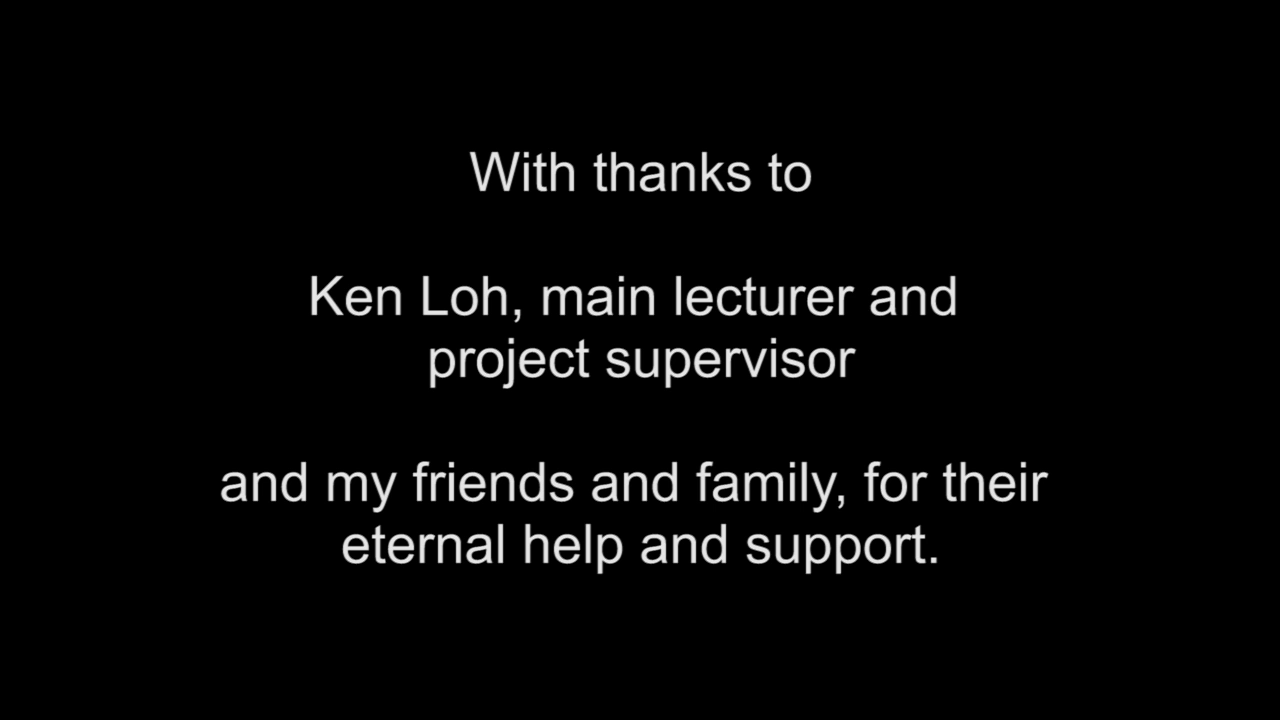 With thanks to
Ken Loh, main lecturer and
project supervisor
and my friends and family, for their
eternal help and support.